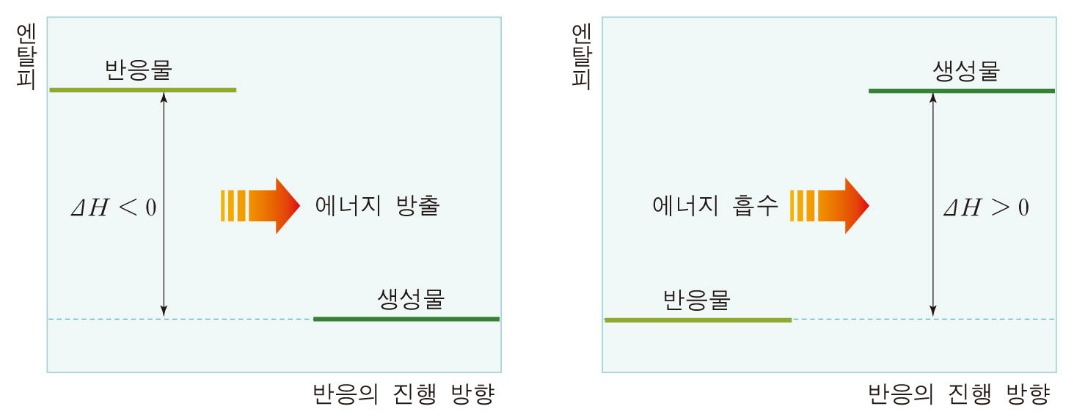 엔탈피
반응물
ΔH < 0
에너지 방출
생성물
반응의 진행 방향
엔탈피
생성물
에너지 흡수
ΔH > 0
반응물
반응의 진행 방향